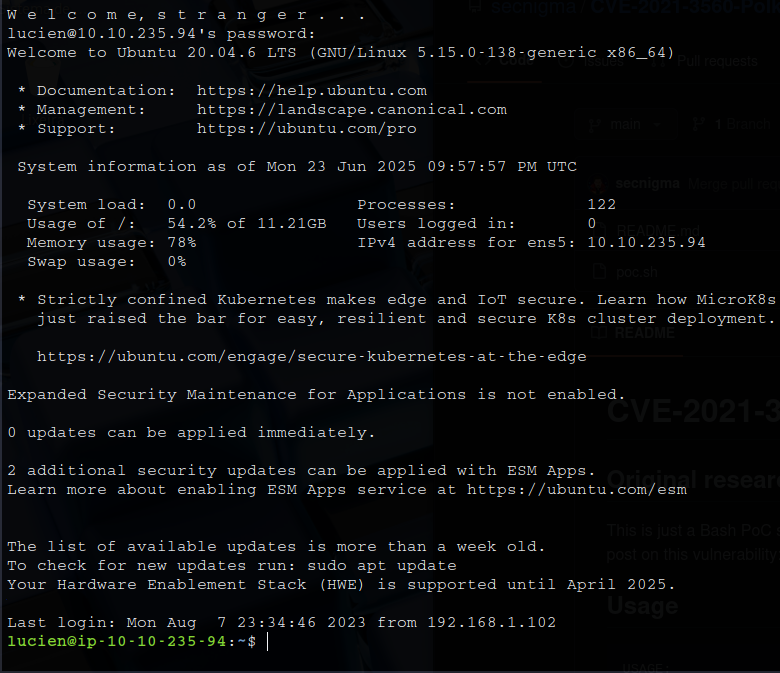 W e l c o m e, s t r a n g e r . . .
lucien@10.10.235.94's password:
Welcome to Ubuntu 20.04.6 LTS (GNU/Linux 5.15.0-138-generic x86_64)
* Documentation:  https://help.ubuntu.com
* Management:     https://landscape.canonical.com
* Support:        https://ubuntu.com/pro
System information as of Mon 23 Jun 2025 09:57:57 PM UTC
System load:  0.0                Processes:             122
Usage of /:   54.2% of 11.21GB   Users logged in:       0
Memory usage: 78%                IPv4 address for ens5: 10.10.235.94
Swap usage:   0%
* Strictly confined Kubernetes makes edge and IoT secure. Learn how MicroK8s
just raised the bar for easy, resilient and secure K8s cluster deployment.
https://ubuntu.com/engage/secure-kubernetes-at-the-edge
Expanded Security Maintenance for Applications is not enabled.
0 updates can be applied immediately.
2 additional security updates can be applied with ESM Apps.
Learn more about enabling ESM Apps service at https://ubuntu.com/esm
The list of available updates is more than a week old.
To check for new updates run: sudo apt update
Your Hardware Enablement Stack (HWE) is supported until April 2025.
Last login: Mon Aug  7 23:34:46 2023 from 192.168.1.102
lucien@ip-10-10-235-94:~$
secnigma / CVE-2021-3560-Pol
Code
Pull requests
main
1 Branch
secnigma Merge pull req
README.md
poc.sh
README
CVE-2021-3
Original resear
This is just a Bash PoC
post on this vulnerability
Usage
USAGE: